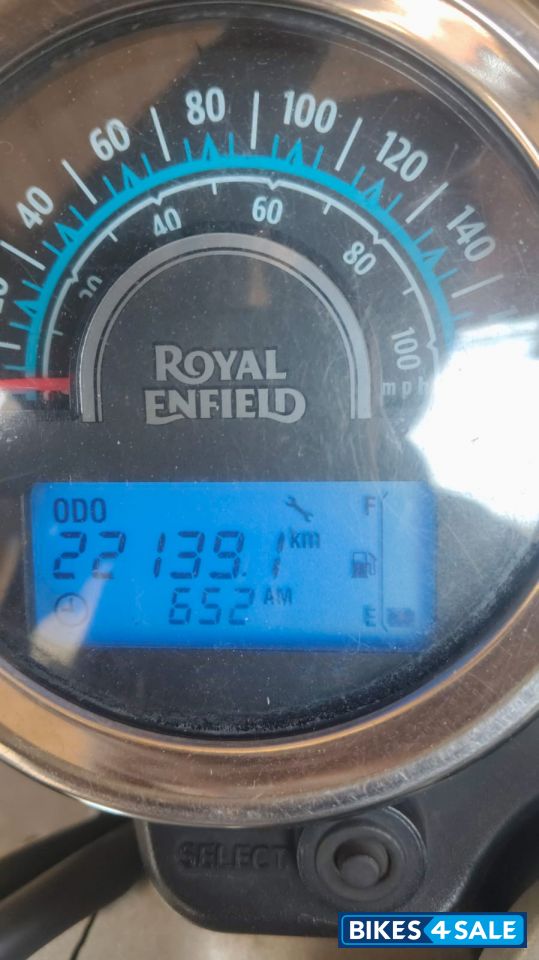 40 60 80 100 120 140
40 60 80 100
mph
ROYAL
ENFIELD
ODO
F
22139.1 km
652 AM
E
SELECT
BIKES4SALE